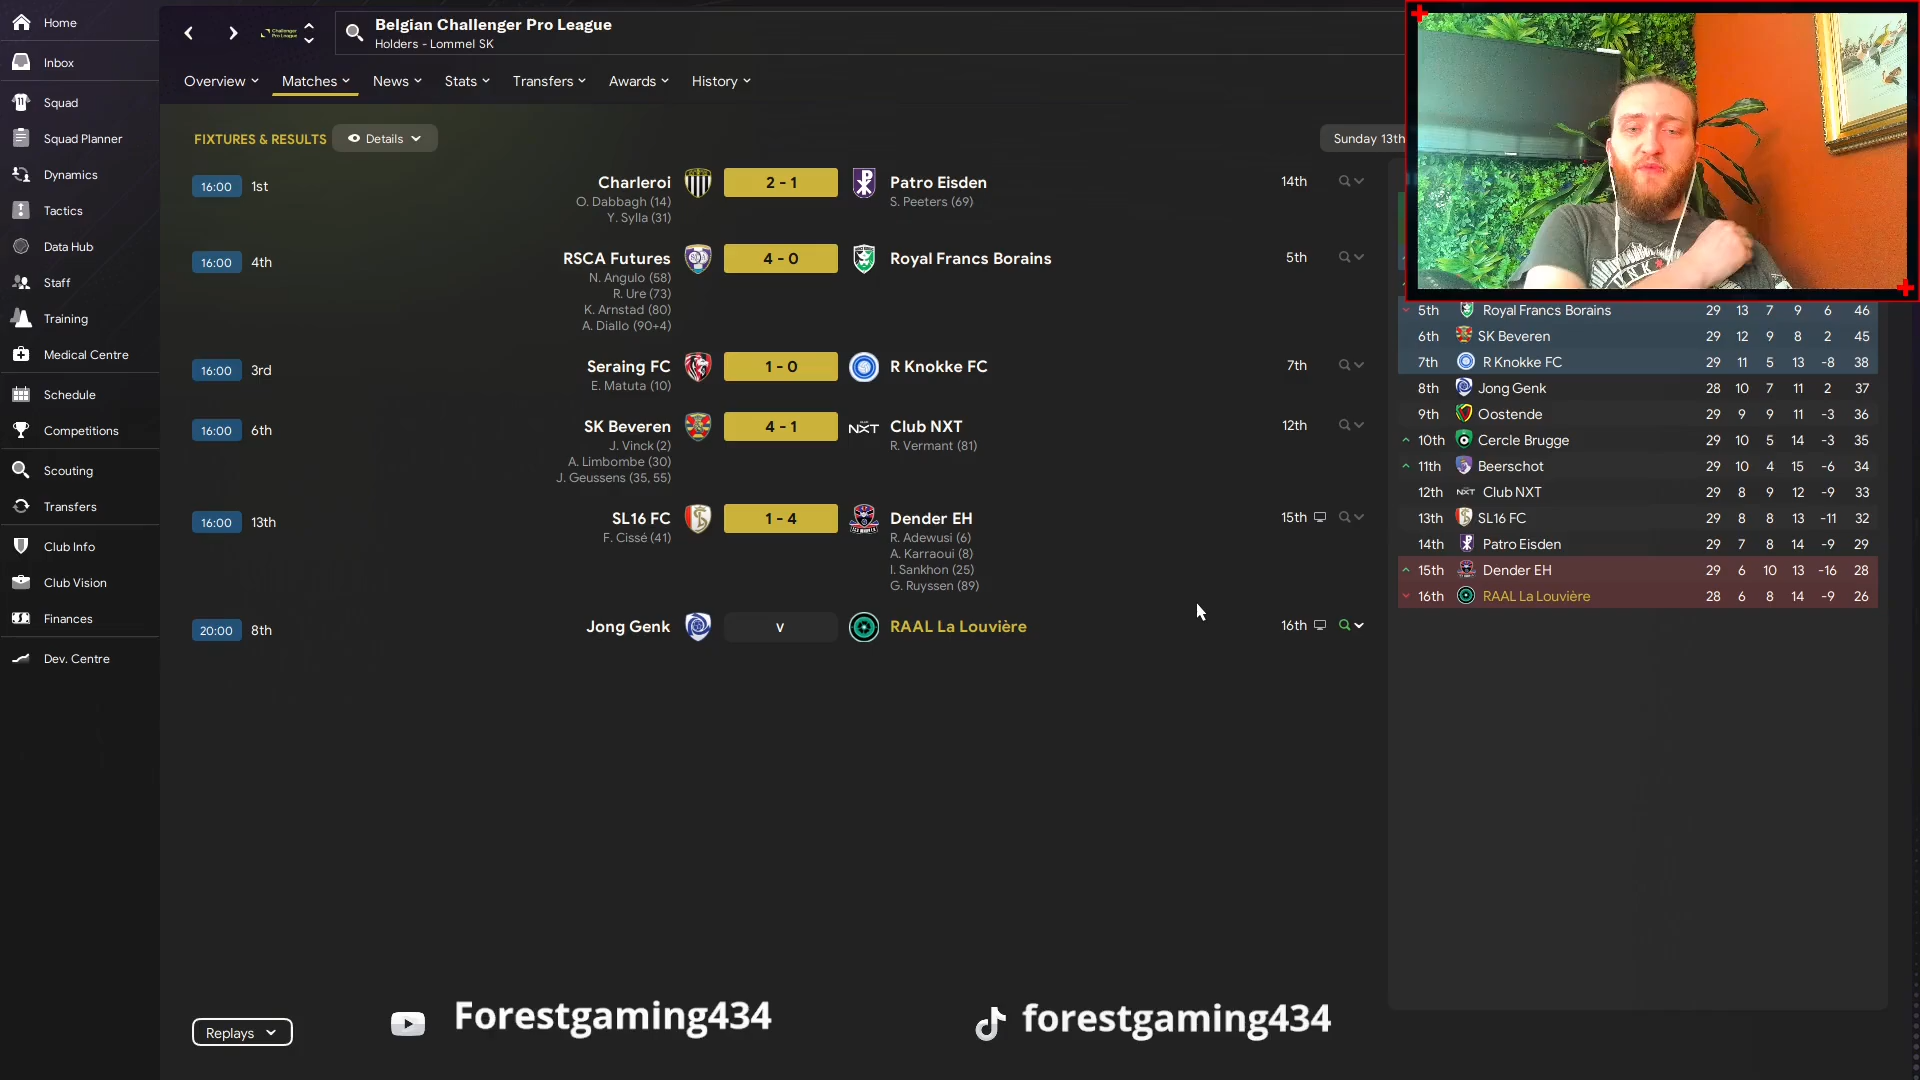 Home
Inbox
Squad
Squad Planner
Dynamics
Tactics
Data Hub
Staff
Training
Medical Centre
Schedule
Competitions
Scouting
Transfers
Club Info
Club Vision
Finances
Dev. Centre
Belgian Challenger Pro League
Holders - Lommel SK
Overview Matches News Stats Transfers Awards History
FIXTURES & RESULTS Details Sunday 13th
16:00 1st Charleroi 2 - 1 Patro Eisden 14th
O. Dabbagh (14) S. Peeters (69)
Y. Sylla (31)
16:00 4th RSCA Futures 4 - 0 Royal Francs Borains 5th
N. Angulo (58)
R. Ure (73)
K. Arnstad (80)
A. Diallo (90+4)
16:00 3rd Seraing FC 1 - 0 R Knokke FC 7th
E. Matuta (10)
16:00 6th SK Beveren 4 - 1 Club NXT 12th
J. Vinck (2) R. Vermant (81)
A. Limbombe (30)
J. Geussens (35, 55)
16:00 13th SL16 FC 1 - 4 Dender EH 15th
F. Cissé (41) R. Adewusi (6)
A. Karraoui (8)
I. Sankhon (25)
G. Ruyssen (89)
20:00 8th Jong Genk v RAAL La Louvière 16th
5th Royal Francs Borains 29 13 7 9 6 46
6th SK Beveren 29 12 9 8 2 45
7th R Knokke FC 29 11 5 13 -8 38
8th Jong Genk 28 10 7 11 2 37
9th Oostende 29 9 9 11 -3 36
10th Cercle Brugge 29 10 5 14 -3 35
11th Beerschot 29 10 4 15 -6 34
12th NXT Club NXT 29 8 9 12 -9 33
13th SL16 FC 29 8 8 13 -11 32
14th Patro Eisden 29 7 8 14 -9 29
15th Dender EH 29 6 10 13 -16 28
16th RAAL La Louvière 28 6 8 14 -9 26
Replays
Forestgaming434
forestgaming434